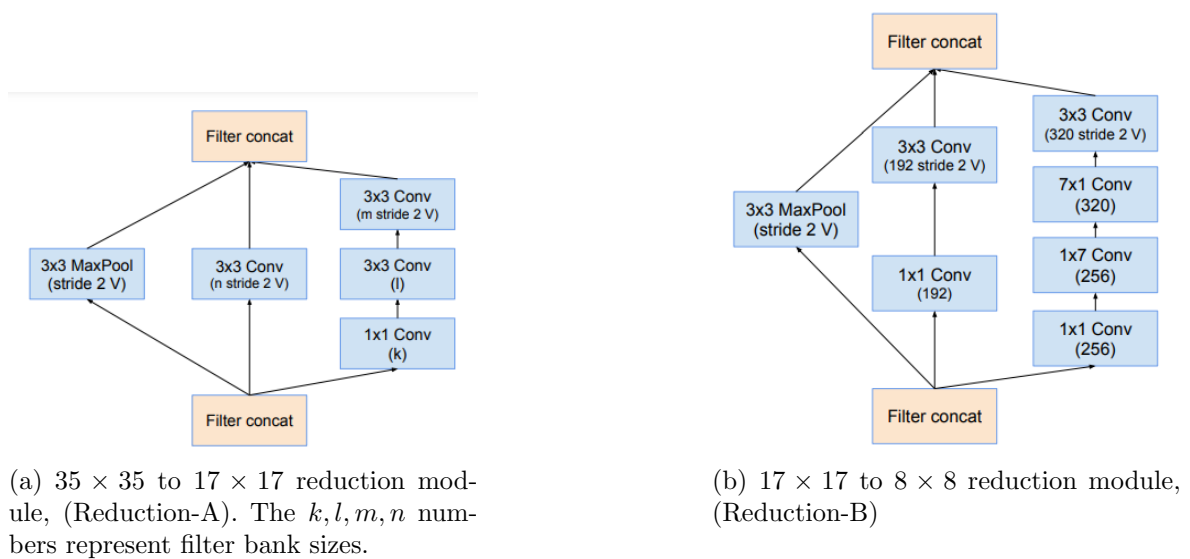 Filter concat
3x3 Conv
(m stride 2 V)
3x3 MaxPool
(stride 2 V)
3x3 Conv
(n stride 2 V)
3x3 Conv
(l)
1x1 Conv
(k)
Filter concat
(a) 35 × 35 to 17 × 17 reduction mod-
ule, (Reduction-A). The k, l, m, n num-
bers represent filter bank sizes.
Filter concat
3x3 Conv
(320 stride 2 V)
3x3 Conv
(192 stride 2 V)
7x1 Conv
(320)
3x3 MaxPool
(stride 2 V)
1x7 Conv
(256)
1x1 Conv
(192)
1x1 Conv
(256)
Filter concat
(b) 17 × 17 to 8 × 8 reduction module,
(Reduction-B)